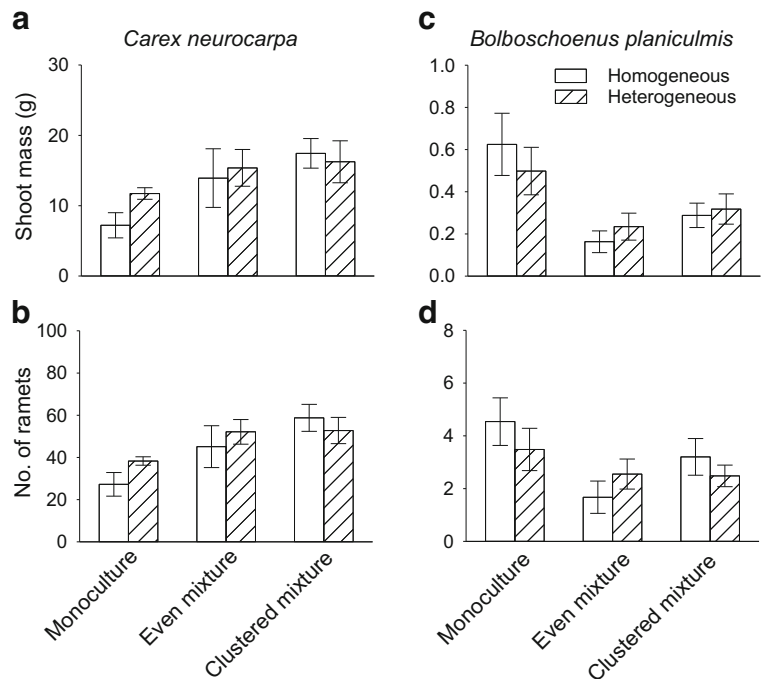 a
Carex neurocarpa
Shoot mass (g)
30
20
10
0
c
Bolboschoenus planiculmis
Homogeneous
Heterogeneous
1.0
0.8
0.6
0.4
0.2
0.0
b
No. of ramets
100
80
60
40
20
0
Monoculture
Even mixture
Clustered mixture
d
8
6
4
2
0
Monoculture
Even mixture
Clustered mixture